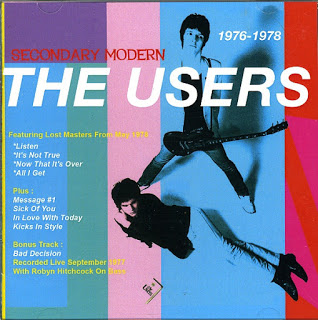 1976-1978
SECONDARY MODERN
THE USERS
Featuring Lost Masters From May 1978
*Listen
*It's Not True
*Now That It's Over
*All I Get
Plus :
Message #1
Sick Of You
In Love With Today
Kicks In Style
Bonus Track :
Bad Decision
Recorded Live September 1977
With Robyn Hitchcock On Bass